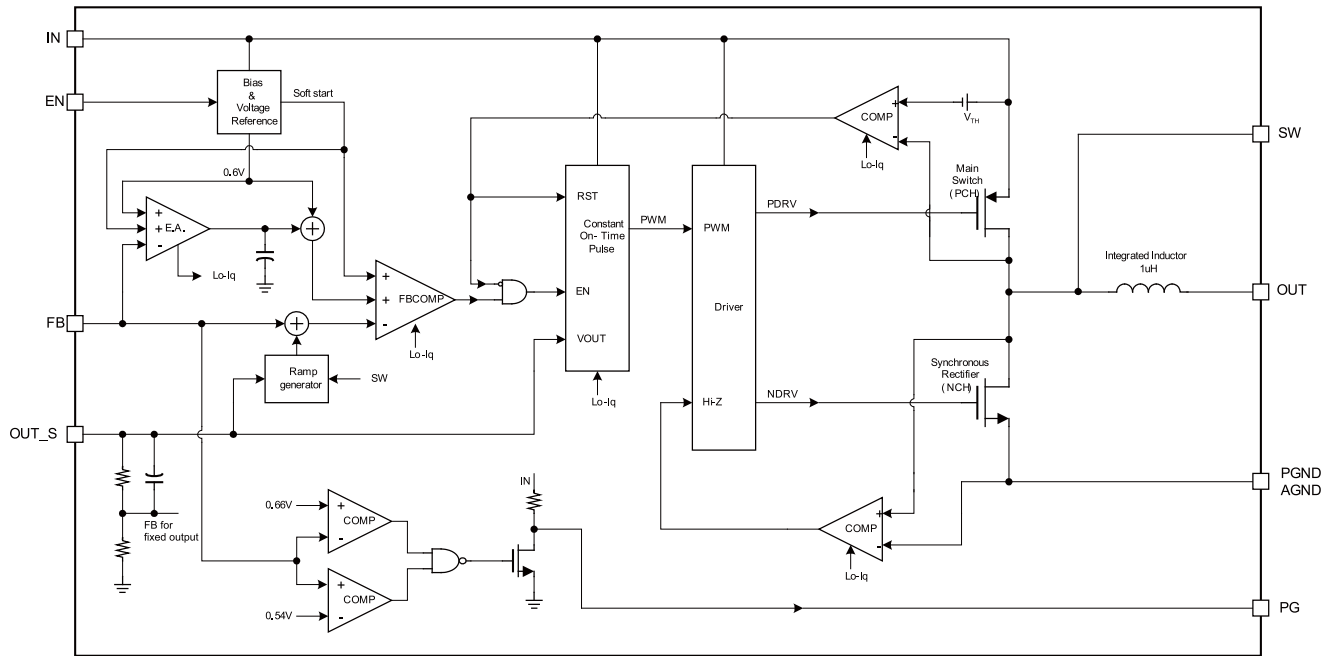 IN
EN
Bias
&
Voltage
Reference
Soft start
0.6V
+
+
-
E.A.
Lo-Iq
+
FB
+
+
+
-
FBCOMP
Lo-Iq
Ramp
generator
SW
OUT_S
FB for
fixed output
RST
Constant
On- Time
Pulse
EN
VOUT
Lo-Iq
PWM
PWM
Driver
Hi-Z
PDRV
NDRV
COMP
+
-
VTH
Lo-Iq
Main
Switch
(PCH)
Synchronous
Rectifier
(NCH)
Integrated Inductor
1uH
SW
OUT
PGND
AGND
COMP
+
-
Lo-Iq
0.66V
+
-
COMP
0.54V
+
-
COMP
IN
PG